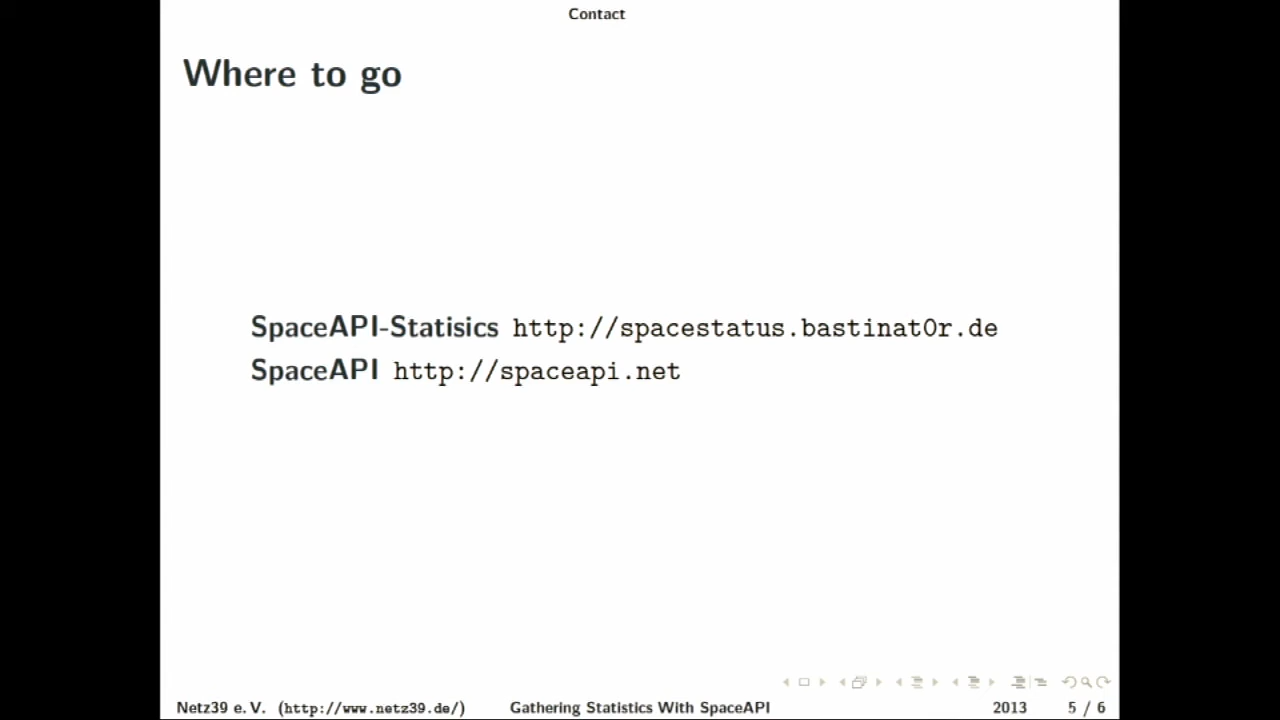 Contact
Where to go
SpaceAPI-Statisics http://spacestatus.bastinat0r.de
SpaceAPI http://spaceapi.net
Netz39 e. V. (http://www.netz39.de/) Gathering Statistics With SpaceAPI 2013 5 / 6